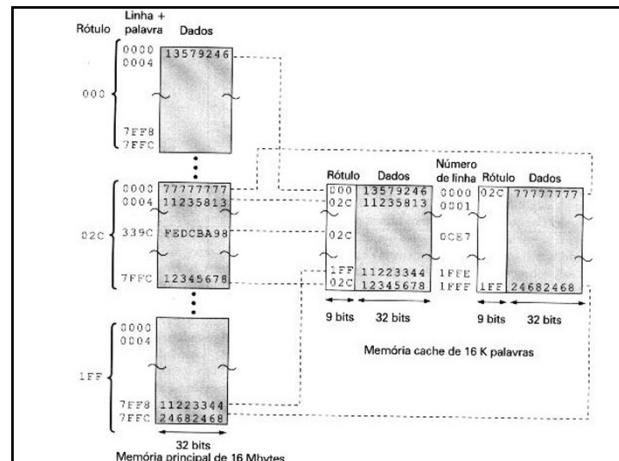 Rótulo
Linha +
palavra
Dados
0000
13579246
0004
000
7FF8
7FFC
0000
77777777
0004
11235813
02C
339C
FEDCBA98
7FFC
12345678
0000
0004
1FF
7FF8
11223344
7FFC
24682468
32 bits
Memória principal de 16 Mbytes
Rótulo
Dados
Número
de linha
Rótulo
Dados
000
13579246
0000
02C
77777777
02C
11235813
0001
02C
0CE7
1FF
11223344
1FFE
02C
12345678
1FFF
1FF
24682468
9 bits
32 bits
9 bits
32 bits
Memória cache de 16 K palavras